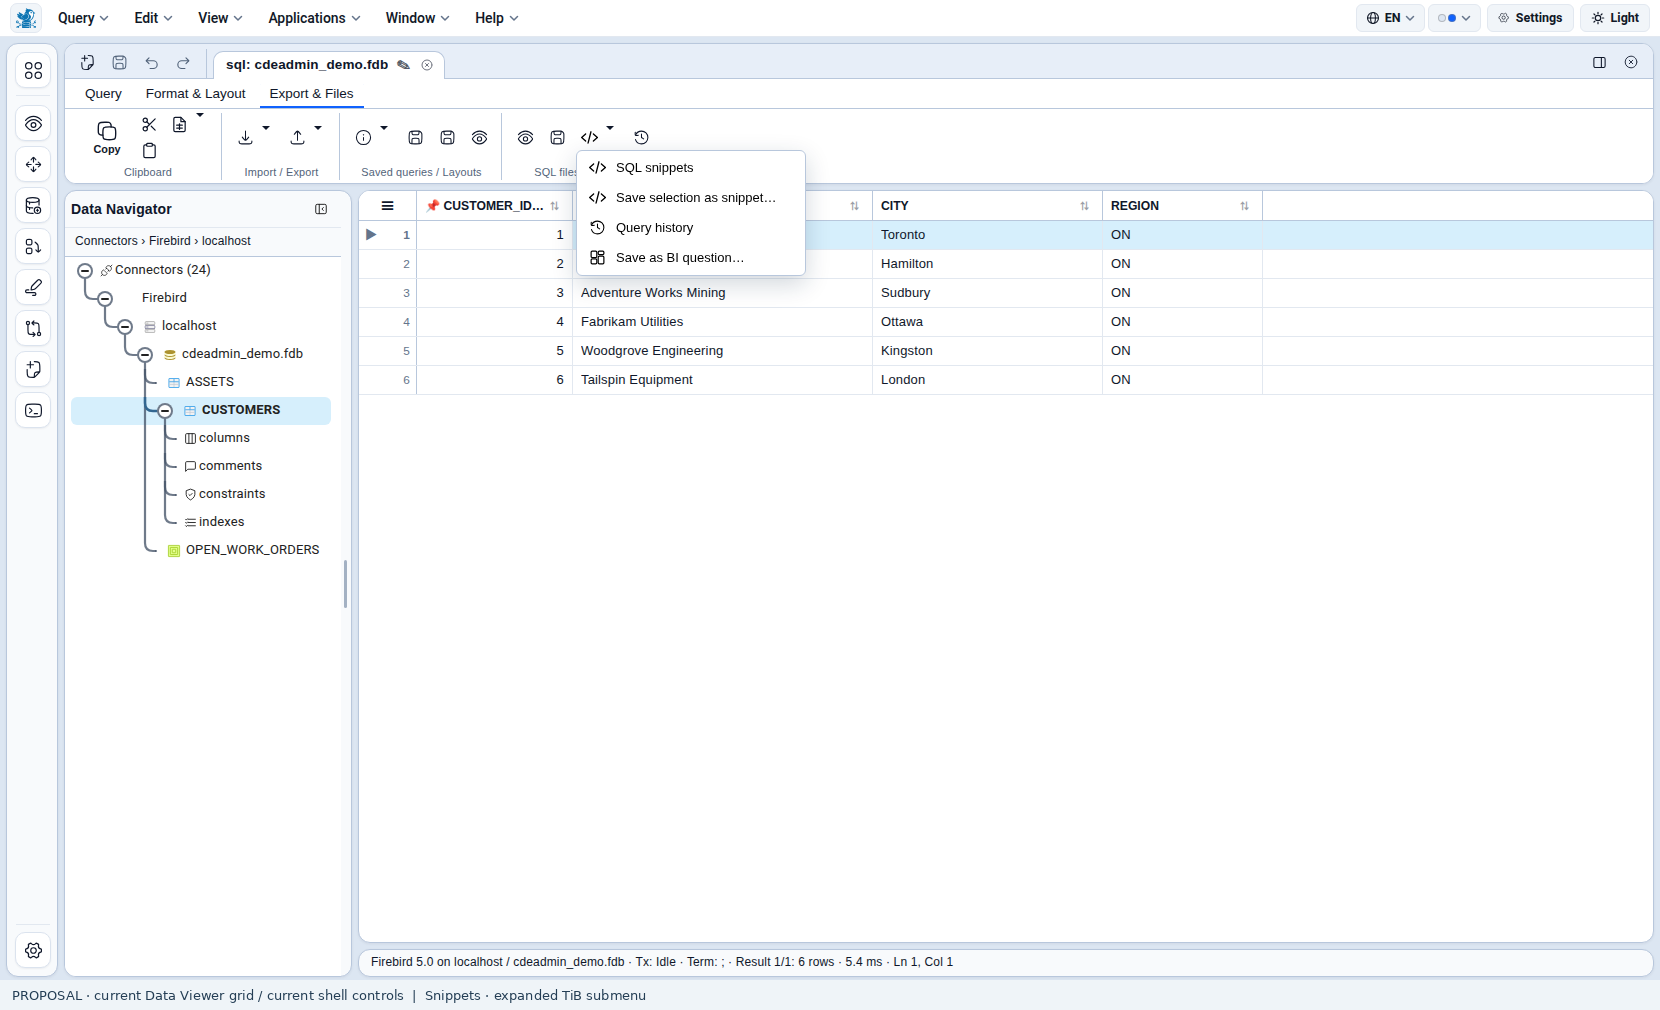 Query Edit View Applications Window Help EN Settings Light
sql: cdeadmin_demo.fdb
Query Format & Layout Export & Files
Copy
Clipboard Import / Export Saved queries / Layouts SQL files
SQL snippets
Save selection as snippet…
Query history
Save as BI question…
Data Navigator
Connectors › Firebird › localhost
Connectors (24)
Firebird
localhost
cdeadmin_demo.fdb
ASSETS
CUSTOMERS
columns
comments
constraints
indexes
OPEN_WORK_ORDERS
CUSTOMER_ID… CITY REGION
1 1 Toronto ON
2 2 Hamilton ON
3 3 Adventure Works Mining Sudbury ON
4 4 Fabrikam Utilities Ottawa ON
5 5 Woodgrove Engineering Kingston ON
6 6 Tailspin Equipment London ON
Firebird 5.0 on localhost / cdeadmin_demo.fdb · Tx: Idle · Term: ; · Result 1/1: 6 rows · 5.4 ms · Ln 1, Col 1
PROPOSAL · current Data Viewer grid / current shell controls | Snippets · expanded TiB submenu